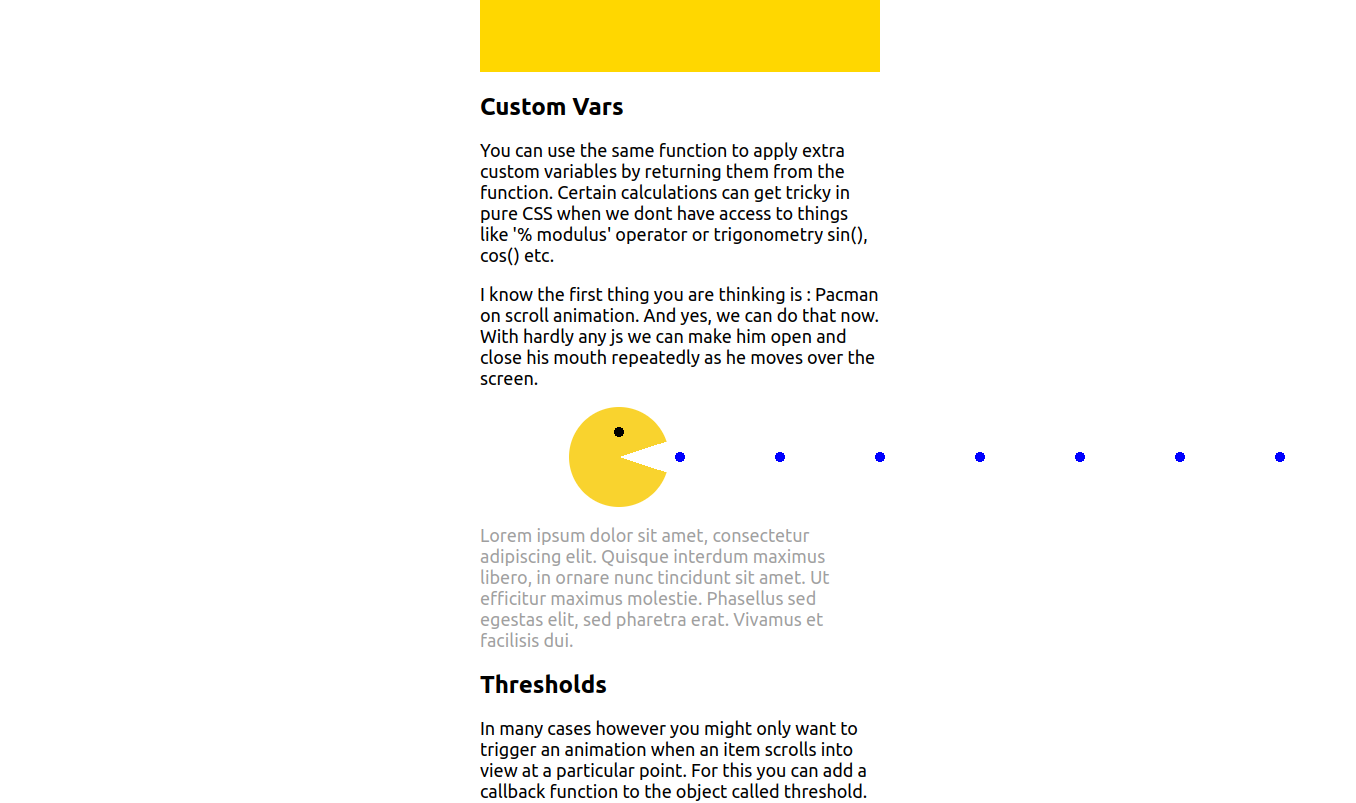 Custom Vars
You can use the same function to apply extra
custom variables by returning them from the
function. Certain calculations can get tricky in
pure CSS when we dont have access to things
like '% modulus' operator or trigonometry sin(),
cos() etc.
I know the first thing you are thinking is : Pacman
on scroll animation. And yes, we can do that now.
With hardly any js we can make him open and
close his mouth repeatedly as he moves over the
screen.
Lorem ipsum dolor sit amet, consectetur
adipiscing elit. Quisque interdum maximus
libero, in ornare nunc tincidunt sit amet. Ut
efficitur maximus molestie. Phasellus sed
egestas elit, sed pharetra erat. Vivamus et
facilisis dui.
Thresholds
In many cases however you might only want to
trigger an animation when an item scrolls into
view at a particular point. For this you can add a
callback function to the object called threshold.